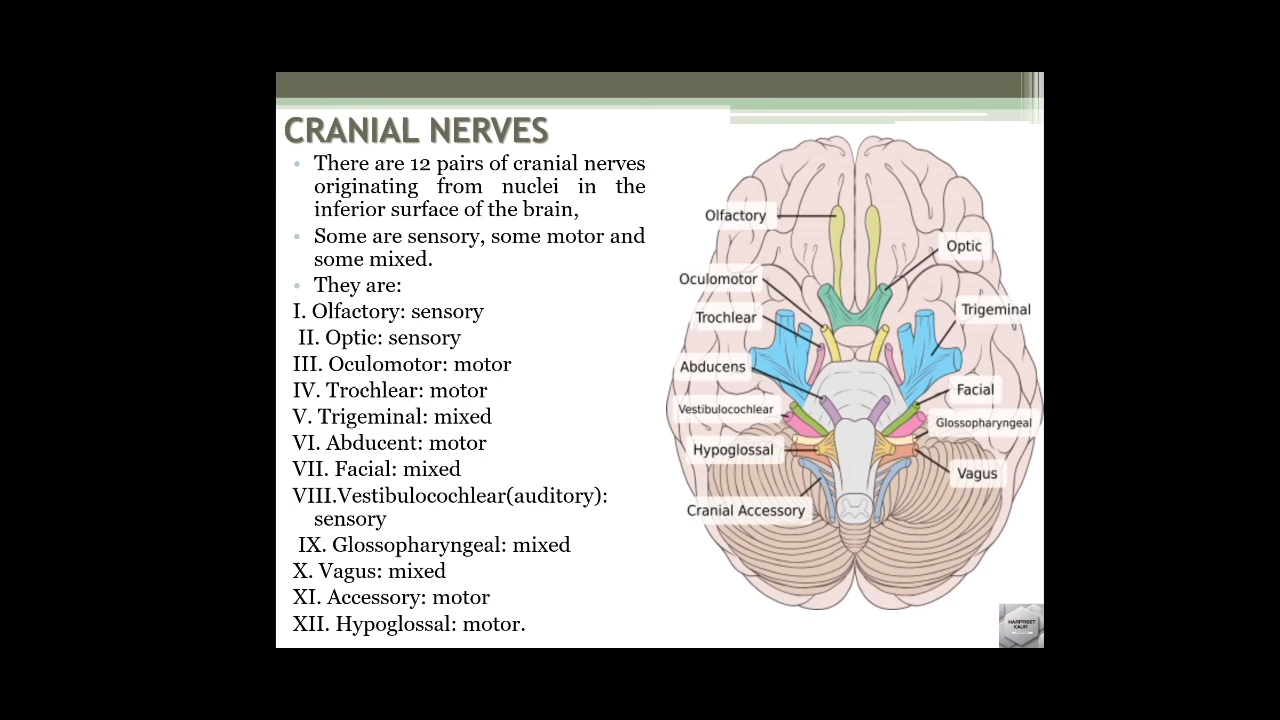 CRANIAL NERVES
• There are 12 pairs of cranial nerves
originating from nuclei in the
inferior surface of the brain,
• Some are sensory, some motor and
some mixed.
• They are:
I. Olfactory: sensory
II. Optic: sensory
III. Oculomotor: motor
IV. Trochlear: motor
V. Trigeminal: mixed
VI. Abducent: motor
VII. Facial: mixed
VIII.Vestibulocochlear(auditory):
sensory
IX. Glossopharyngeal: mixed
X. Vagus: mixed
XI. Accessory: motor
XII. Hypoglossal: motor.
Olfactory
Optic
Oculomotor
Trigeminal
Trochlear
Abducens
Facial
Vestibulocochlear
Glossopharyngeal
Hypoglossal
Vagus
Cranial Accessory
HARPREET
KAUR